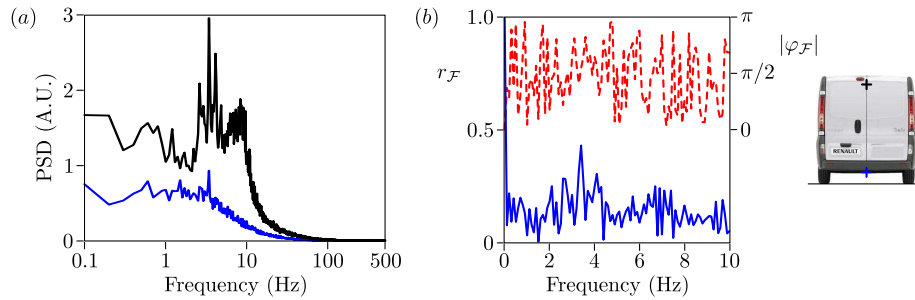 (a)
PSD (A.U.)
3
2
1
0
0.1 1 10 100 500
Frequency (Hz)
(b)
r_F
1.0
0.5
0
π
π/2
0
|φ_F|
0 2 4 6 8 10
Frequency (Hz)
RENAULT